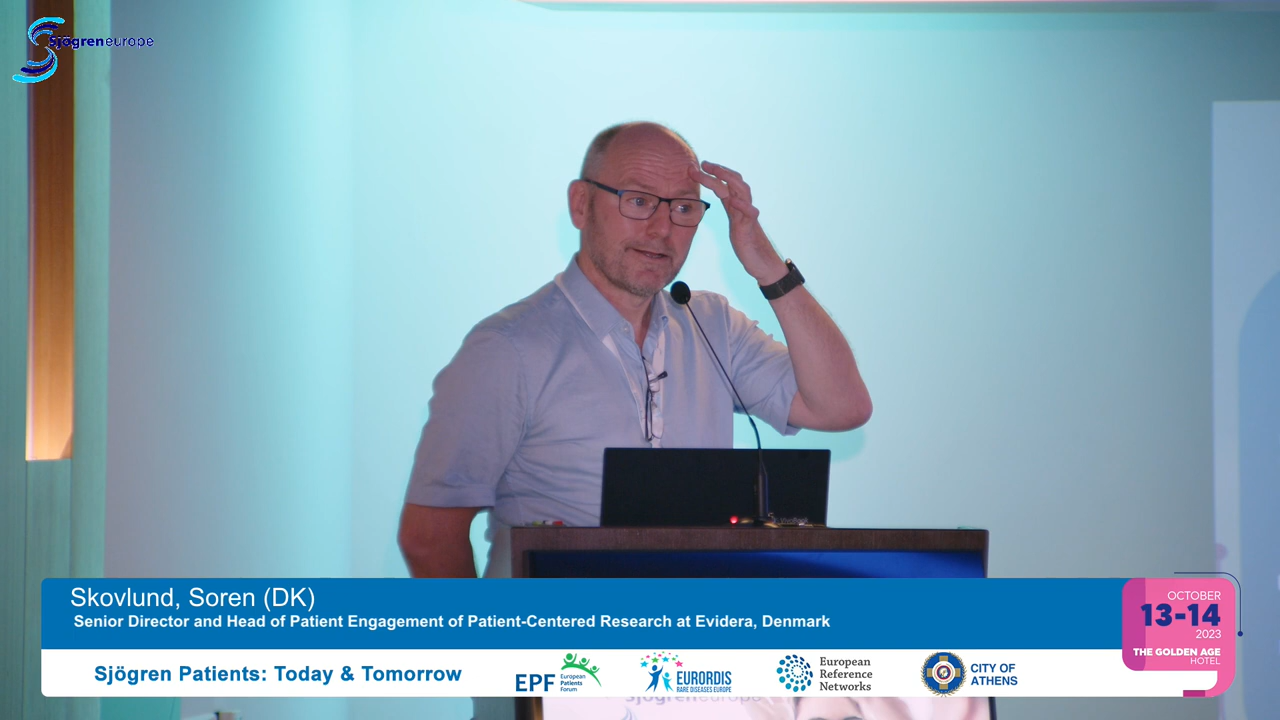 Sjögreneurope
Skovlund, Soren (DK)
Senior Director and Head of Patient Engagement of Patient-Centered Research at Evidera, Denmark
OCTOBER
13-14
2023
THE GOLDEN AGE
HOTEL
Sjögren Patients: Today & Tomorrow
EPF European
Patients
Forum
EURORDIS
RARE DISEASES EUROPE
European
Reference
Networks
CITY OF
ATHENS
sjögreneurope